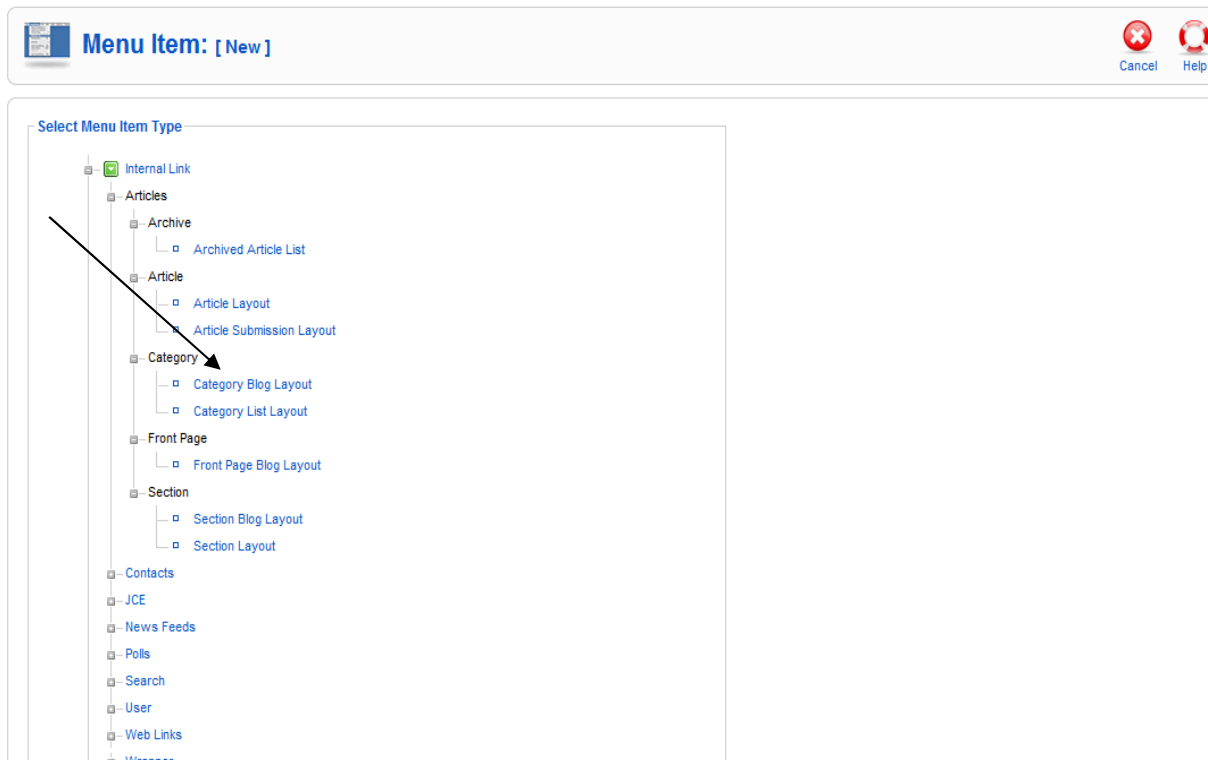 Menu Item: [ New ]
Cancel
Help
Select Menu Item Type
Internal Link
Articles
Archive
Archived Article List
Article
Article Layout
Article Submission Layout
Category
Category Blog Layout
Category List Layout
Front Page
Front Page Blog Layout
Section
Section Blog Layout
Section Layout
Contacts
JCE
News Feeds
Polls
Search
User
Web Links
Wrapper